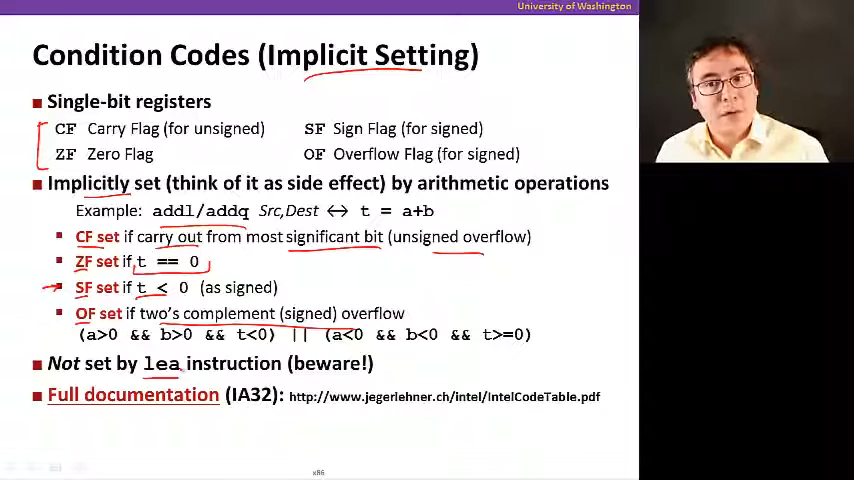 University of Washington
Condition Codes (Implicit Setting)
■ Single-bit registers
CF Carry Flag (for unsigned) SF Sign Flag (for signed)
ZF Zero Flag OF Overflow Flag (for signed)
■ Implicitly set (think of it as side effect) by arithmetic operations
Example: addl/addq Src,Dest ↔ t = a+b
▪ CF set if carry out from most significant bit (unsigned overflow)
▪ ZF set if t == 0
▪ SF set if t < 0 (as signed)
▪ OF set if two's complement (signed) overflow
(a>0 && b>0 && t<0) || (a<0 && b<0 && t>=0)
■ Not set by lea instruction (beware!)
■ Full documentation (IA32): http://www.jegerlehner.ch/intel/IntelCodeTable.pdf
x86